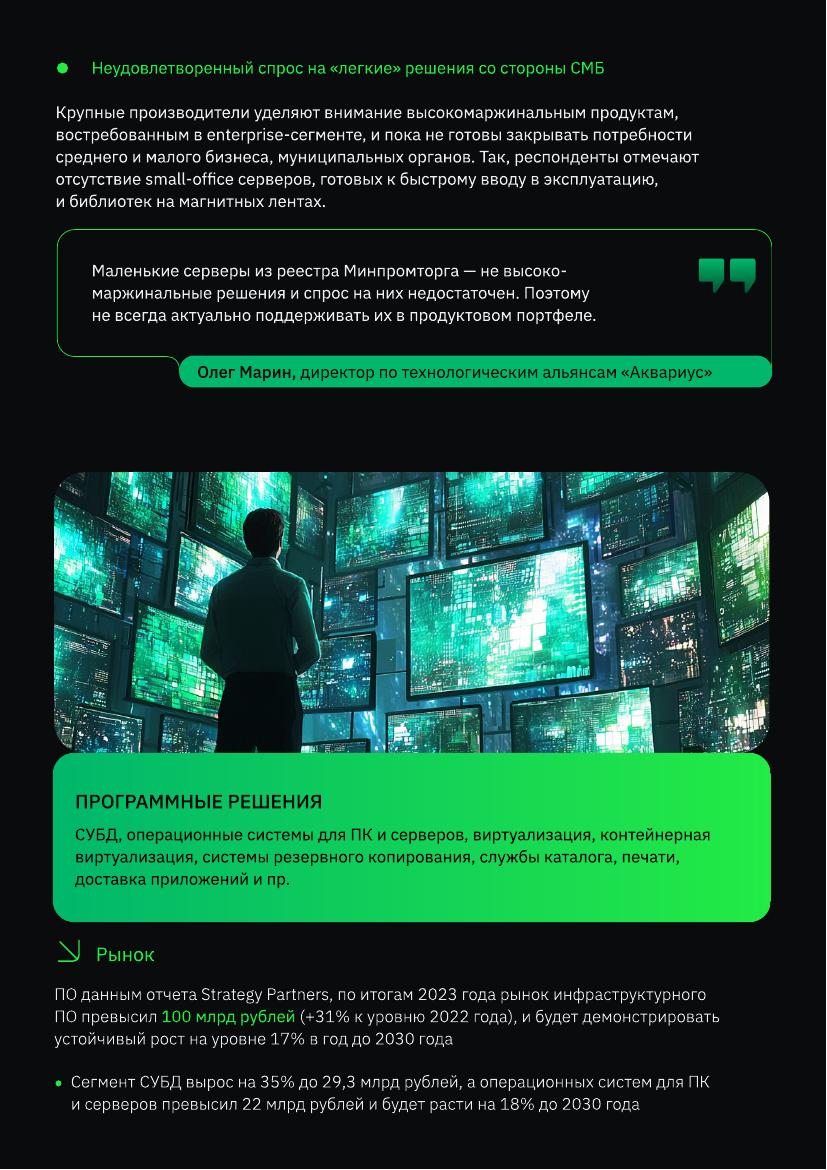 Неудовлетворенный спрос на «легкие» решения со стороны СМБ
Крупные производители уделяют внимание высокомаржинальным продуктам,
востребованным в enterprise-сегменте, и пока не готовы закрывать потребности
среднего и малого бизнеса, муниципальных органов. Так, респонденты отмечают
отсутствие small-office серверов, готовых к быстрому вводу в эксплуатацию,
и библиотек на магнитных лентах.
Маленькие серверы из реестра Минпромторга — не высоко-
маржинальные решения и спрос на них недостаточен. Поэтому
не всегда актуально поддерживать их в продуктовом портфеле.
Олег Марин, директор по технологическим альянсам «Аквариус»
ПРОГРАММНЫЕ РЕШЕНИЯ
СУБД, операционные системы для ПК и серверов, виртуализация, контейнерная
виртуализация, системы резервного копирования, службы каталога, печати,
доставка приложений и пр.
Рынок
ПО данным отчета Strategy Partners, по итогам 2023 года рынок инфраструктурного
ПО превысил 100 млрд рублей (+31% к уровню 2022 года), и будет демонстрировать
устойчивый рост на уровне 17% в год до 2030 года
• Сегмент СУБД вырос на 35% до 29,3 млрд рублей, а операционных систем для ПК
и серверов превысил 22 млрд рублей и будет расти на 18% до 2030 года